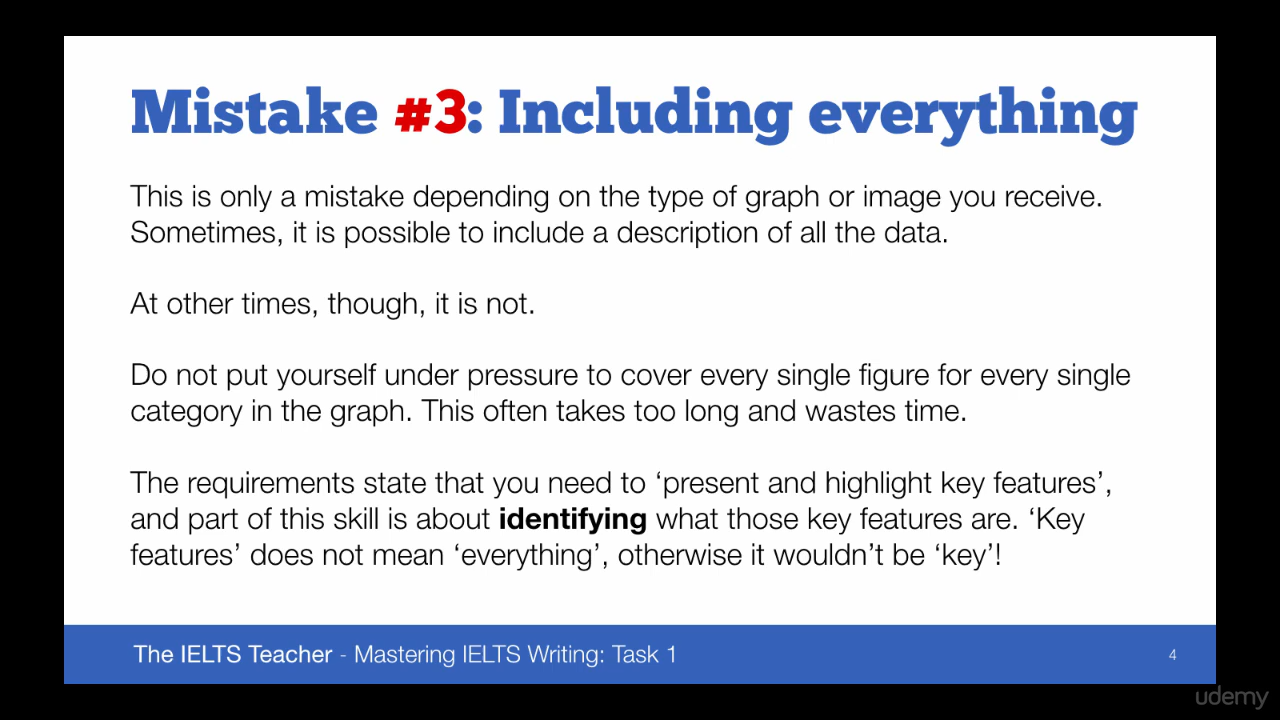 Mistake #3: Including everything
This is only a mistake depending on the type of graph or image you receive.
Sometimes, it is possible to include a description of all the data.
At other times, though, it is not.
Do not put yourself under pressure to cover every single figure for every single
category in the graph. This often takes too long and wastes time.
The requirements state that you need to ‘present and highlight key features’,
and part of this skill is about identifying what those key features are. ‘Key
features’ does not mean ‘everything’, otherwise it wouldn’t be ‘key’!
The IELTS Teacher - Mastering IELTS Writing: Task 1
4
udemy